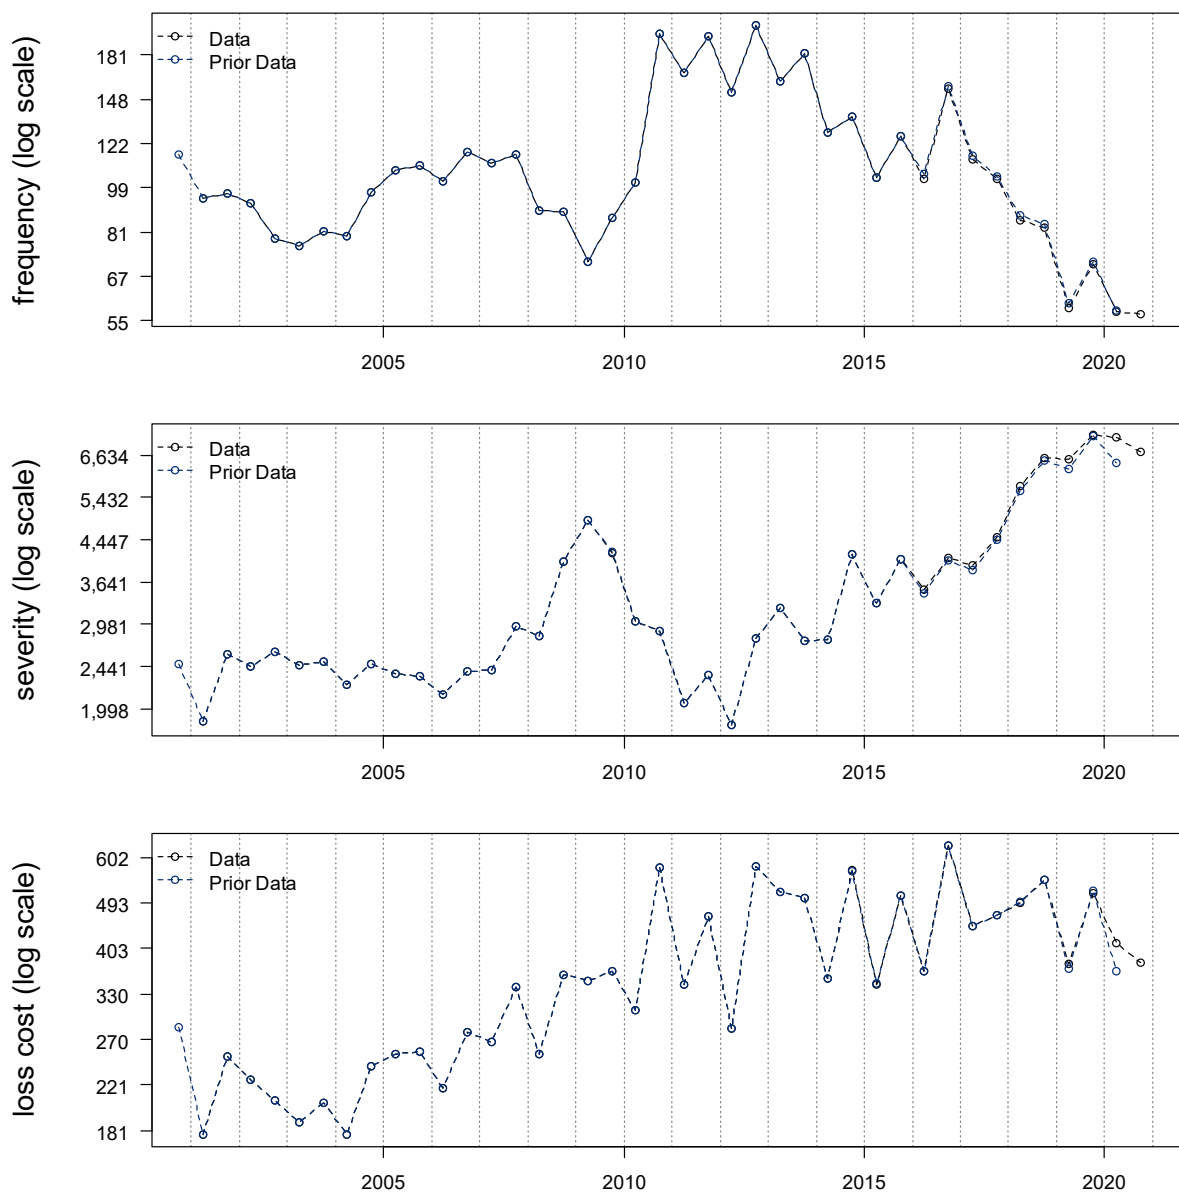 frequency (log scale)
Data
Prior Data
181
148
122
99
81
67
55
2005 2010 2015 2020
severity (log scale)
Data
Prior Data
6,634
5,432
4,447
3,641
2,981
2,441
1,998
2005 2010 2015 2020
loss cost (log scale)
Data
Prior Data
602
493
403
330
270
221
181
2005 2010 2015 2020